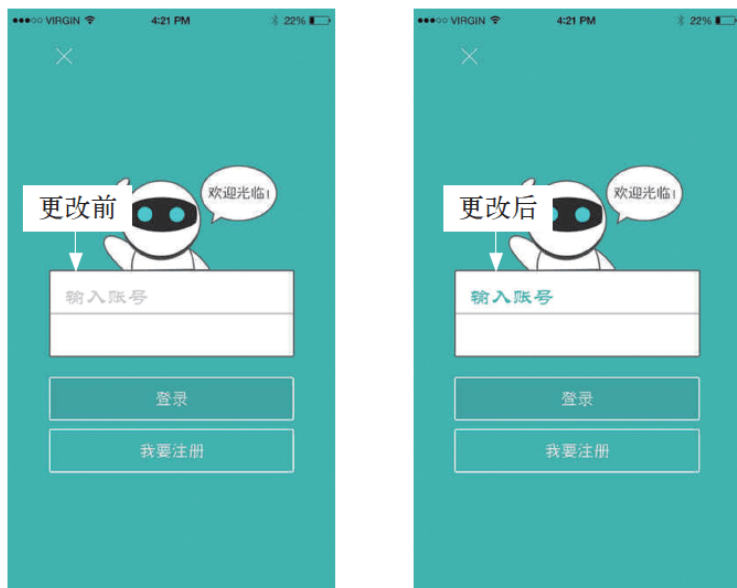 VIRGIN 4:21 PM 22%
欢迎光临!
更改前
输入账号
登录
我要注册
VIRGIN 4:21 PM 22%
欢迎光临!
更改后
输入账号
登录
我要注册